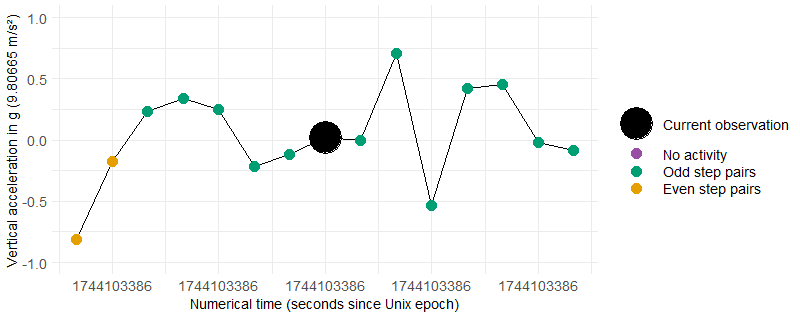 Vertical acceleration in g (9.80665 m/s²)
1.0
0.5
0.0
-0.5
-1.0
1744103386 1744103386 1744103386 1744103386 1744103386
Numerical time (seconds since Unix epoch)
Current observation
No activity
Odd step pairs
Even step pairs